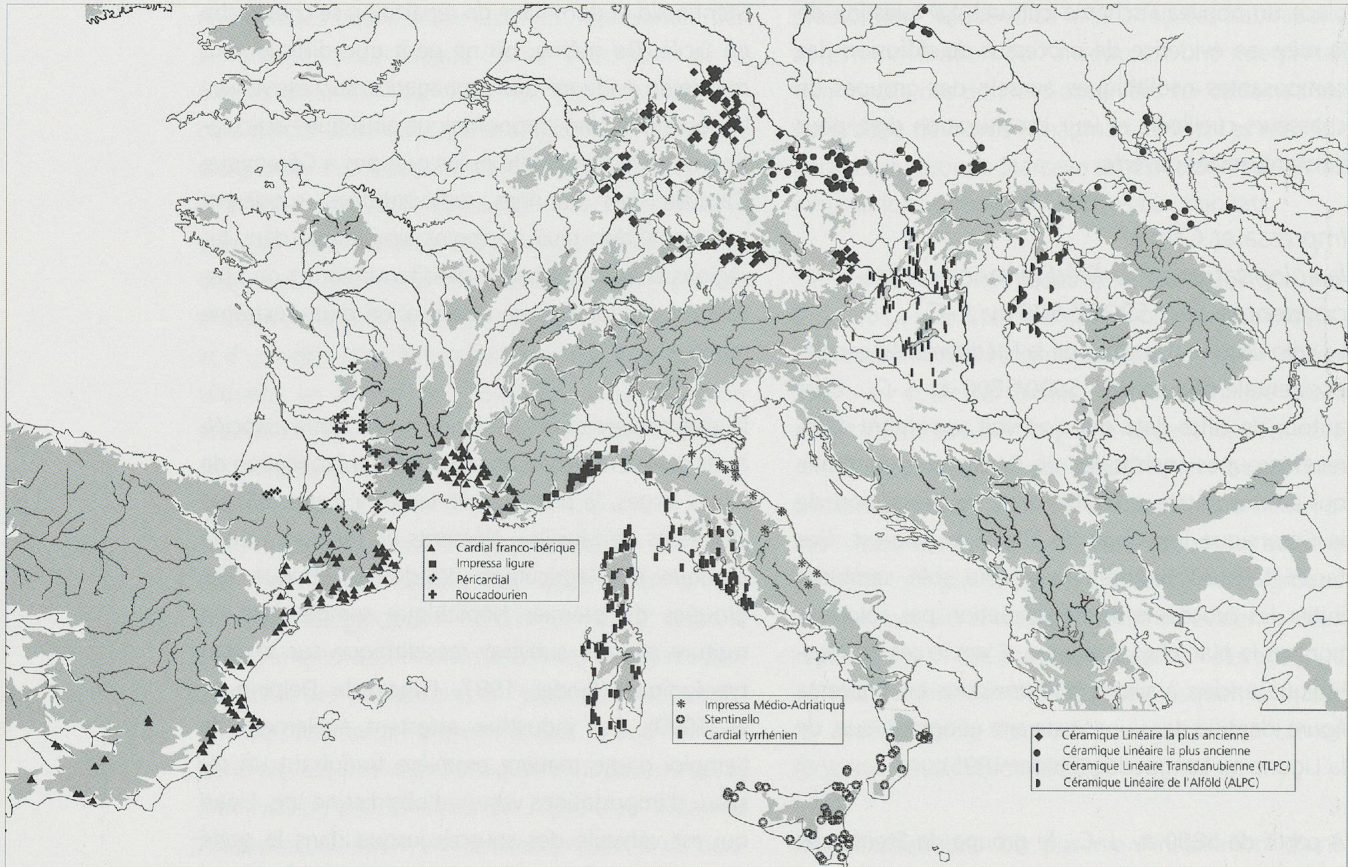 Cardial franco-ibérique
Impressa ligure
Péricardial
Roucadourien
Impressa Médio-Adriatique
Stentinello
Cardial tyrrhénien
Céramique Linéaire la plus ancienne
Céramique Linéaire la plus ancienne
Céramique Linéaire Transdanubienne (TLPC)
Céramique Linéaire de l'Alföld (ALPC)